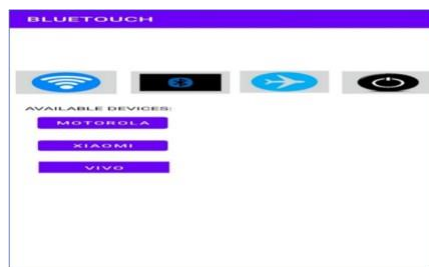 BLUETOUCH
AVAILABLE DEVICES:
MOTOROLA
XIAOMI
VIVO